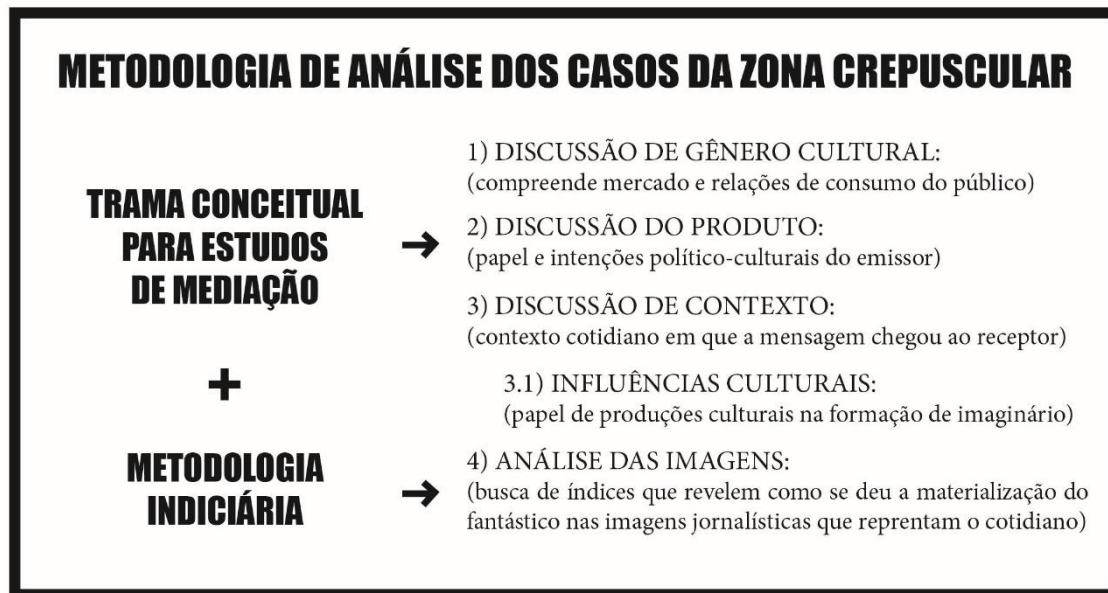 METODOLOGIA DE ANÁLISE DOS CASOS DA ZONA CREPUSCULAR
TRAMA CONCEITUAL
PARA ESTUDOS
DE MEDIAÇÃO
→
1) DISCUSSÃO DE GÊNERO CULTURAL:
(compreende mercado e relações de consumo do público)
2) DISCUSSÃO DO PRODUTO:
(papel e intenções político-culturais do emissor)
3) DISCUSSÃO DE CONTEXTO:
(contexto cotidiano em que a mensagem chegou ao receptor)
3.1) INFLUÊNCIAS CULTURAIS:
(papel de produções culturais na formação de imaginário)
+
METODOLOGIA
INDICIÁRIA
→
4) ANÁLISE DAS IMAGENS:
(busca de índices que revelem como se deu a materialização do
fantástico nas imagens jornalísticas que reprentam o cotidiano)